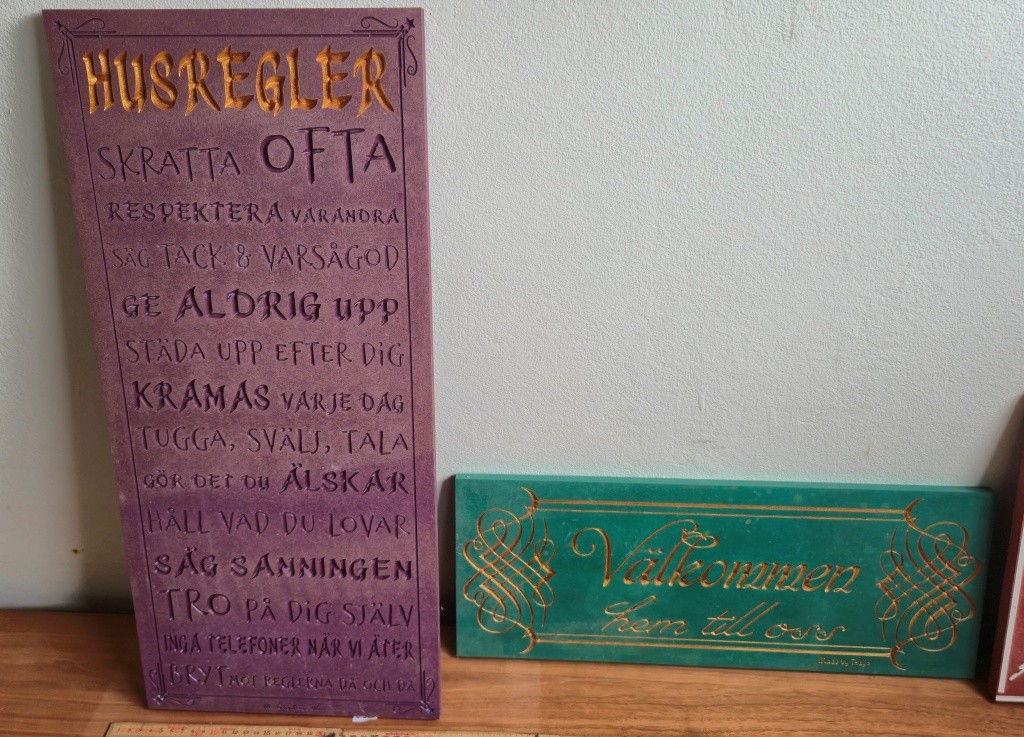 HUSREGLER
SKRATTA OFTA
RESPEKTERA VARANDRA
SÄG TACK & VARSÅGOD
GE ALDRIG UPP
STÄDA UPP EFTER DIG
KRAMAS VARJE DAG
TUGGA, SVÄLJ, TALA
GÖR DET DU ÄLSKAR
HÅLL VAD DU LOVAR
SÄG SANNINGEN
TRO PÅ DIG SJÄLV
INGA TELEFONER NÄR VI ÄTER
BRYT MOT REGLERNA DÅ OCH DÅ
Välkommen
hem till oss
Made by